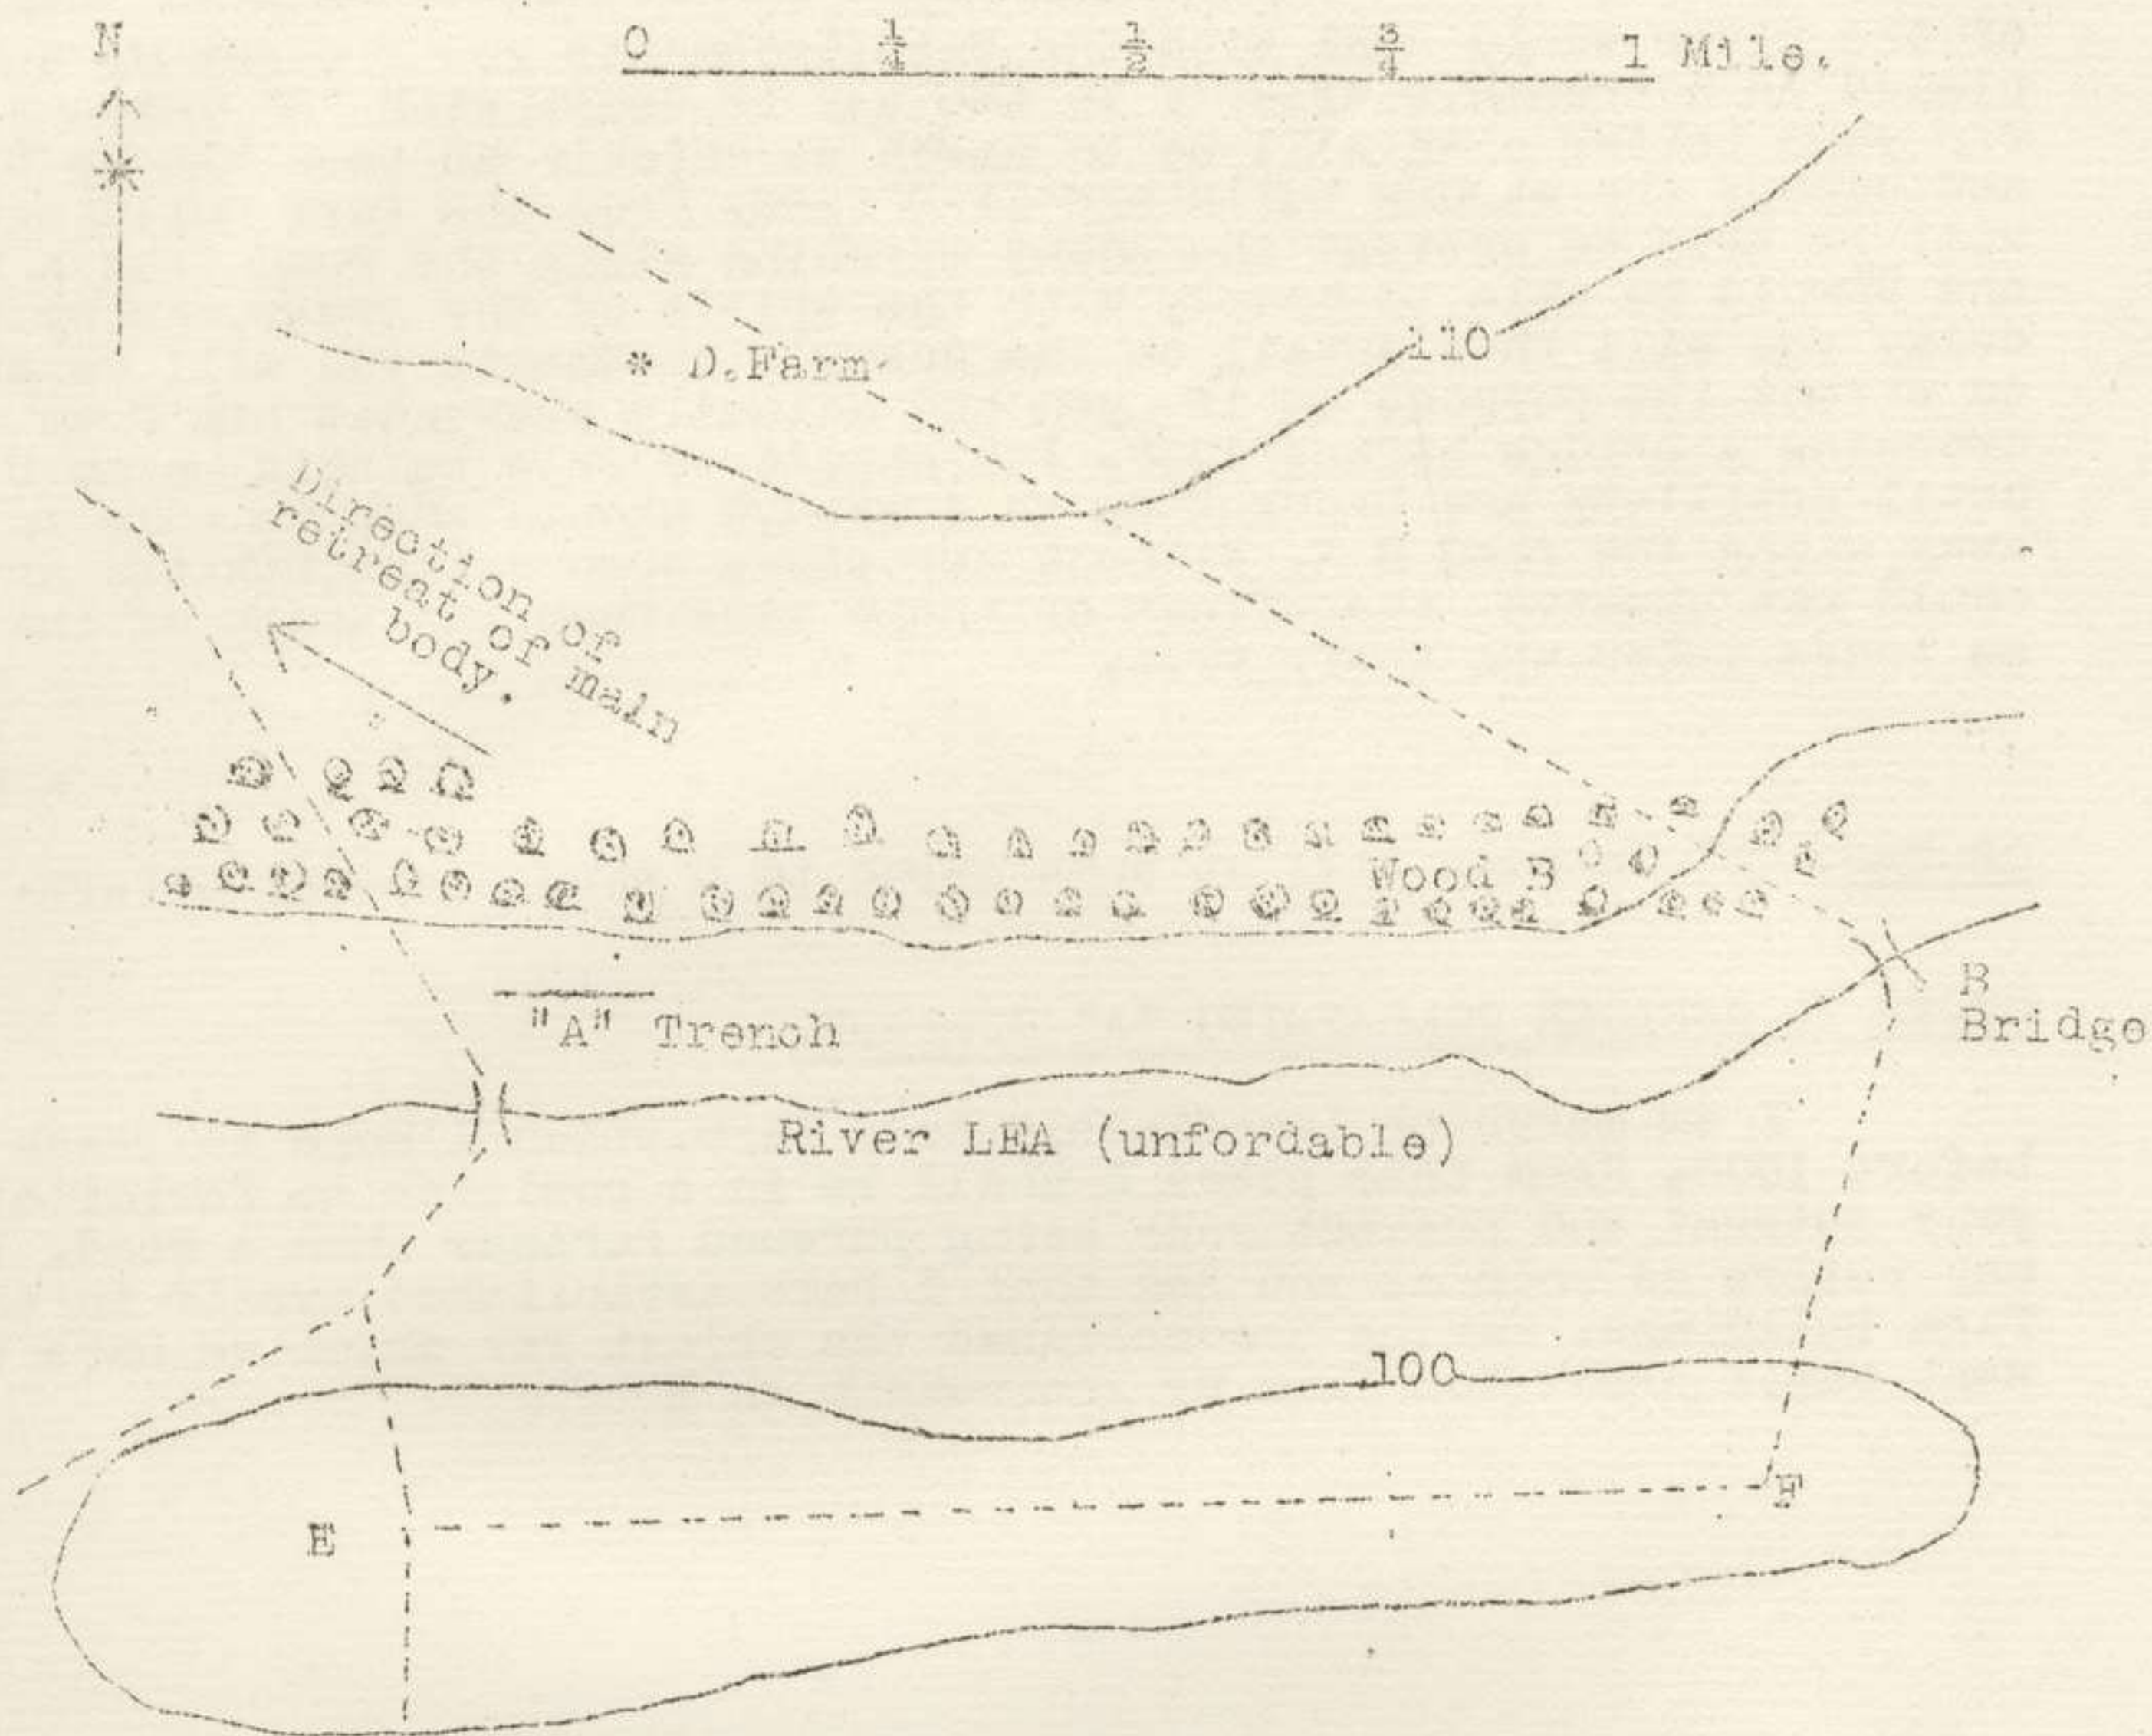 N
0 1/4 1/2 3/4 1 Mile.
110
* D.Farm
Direction of
retreat of main
body.
Wood B
B
Bridge
"A" Trench
River LEA (unfordable)
100
E
F